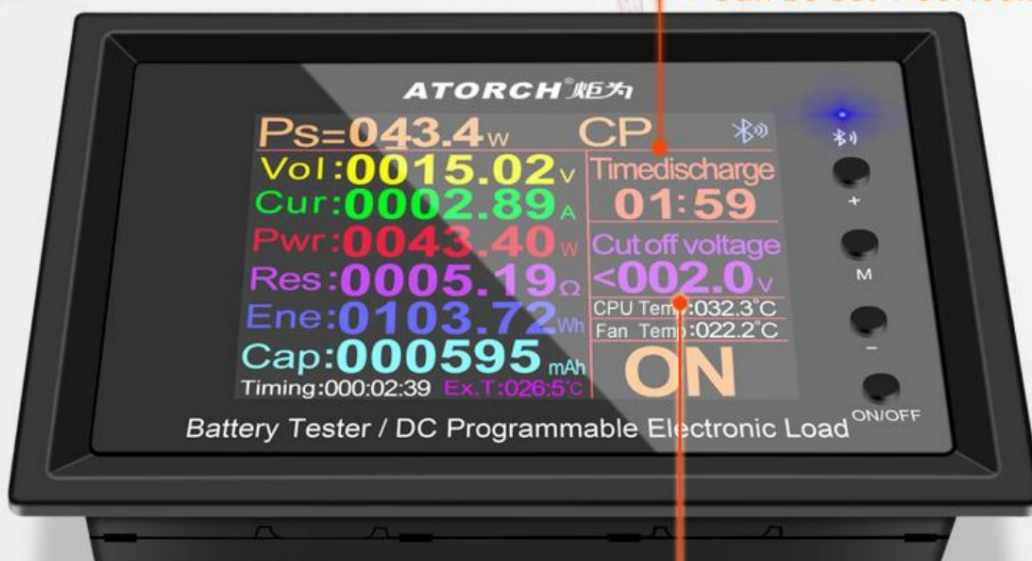 ATORCH® 炬为
Ps=043.4w CP
Vol:0015.02V
Cur:0002.89A
Pwr:0043.40W
Res:0005.19Ω
Ene:0103.72Wh
Cap:000595 mAh
Timing:000:02:39 Ex.T:026.5°C
Timedischarge
01:59
Cut off voltage
<002.0V
CPU Temp:032.3°C
Fan Temp:022.2°C
ON
+
M
−
ON/OFF
Battery Tester / DC Programmable Electronic Load